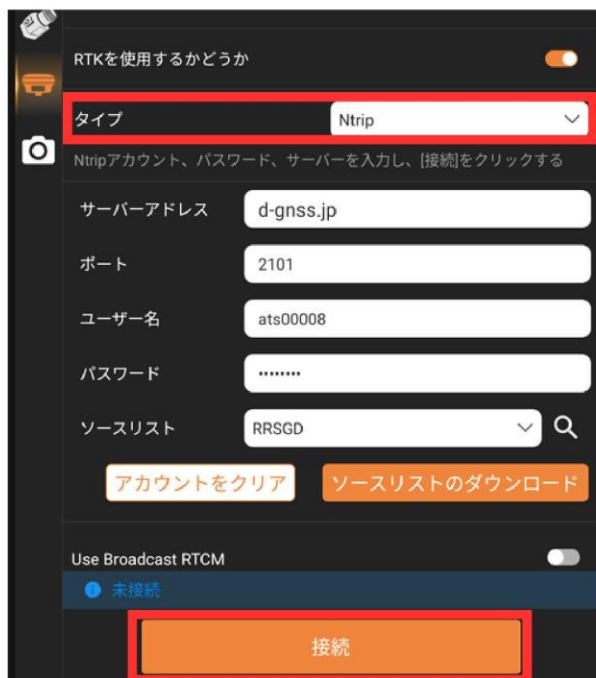 RTKを使用するかどうか
タイプ Ntrip
Ntripアカウント、パスワード、サーバーを入力し、[接続]をクリックする
サーバーアドレス d-gnss.jp
ポート 2101
ユーザー名 ats00008
パスワード ••••••••
ソースリスト RRSGD
アカウントをクリア ソースリストのダウンロード
Use Broadcast RTCM
未接続
接続